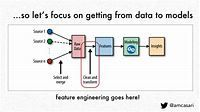 ...so let's focus on getting from data to models
Source 1
Source 2
Source 3
Raw Data
Features
Modeling
Insights
Select and merge
Clean and transform
feature engineering goes here!
@amcasari